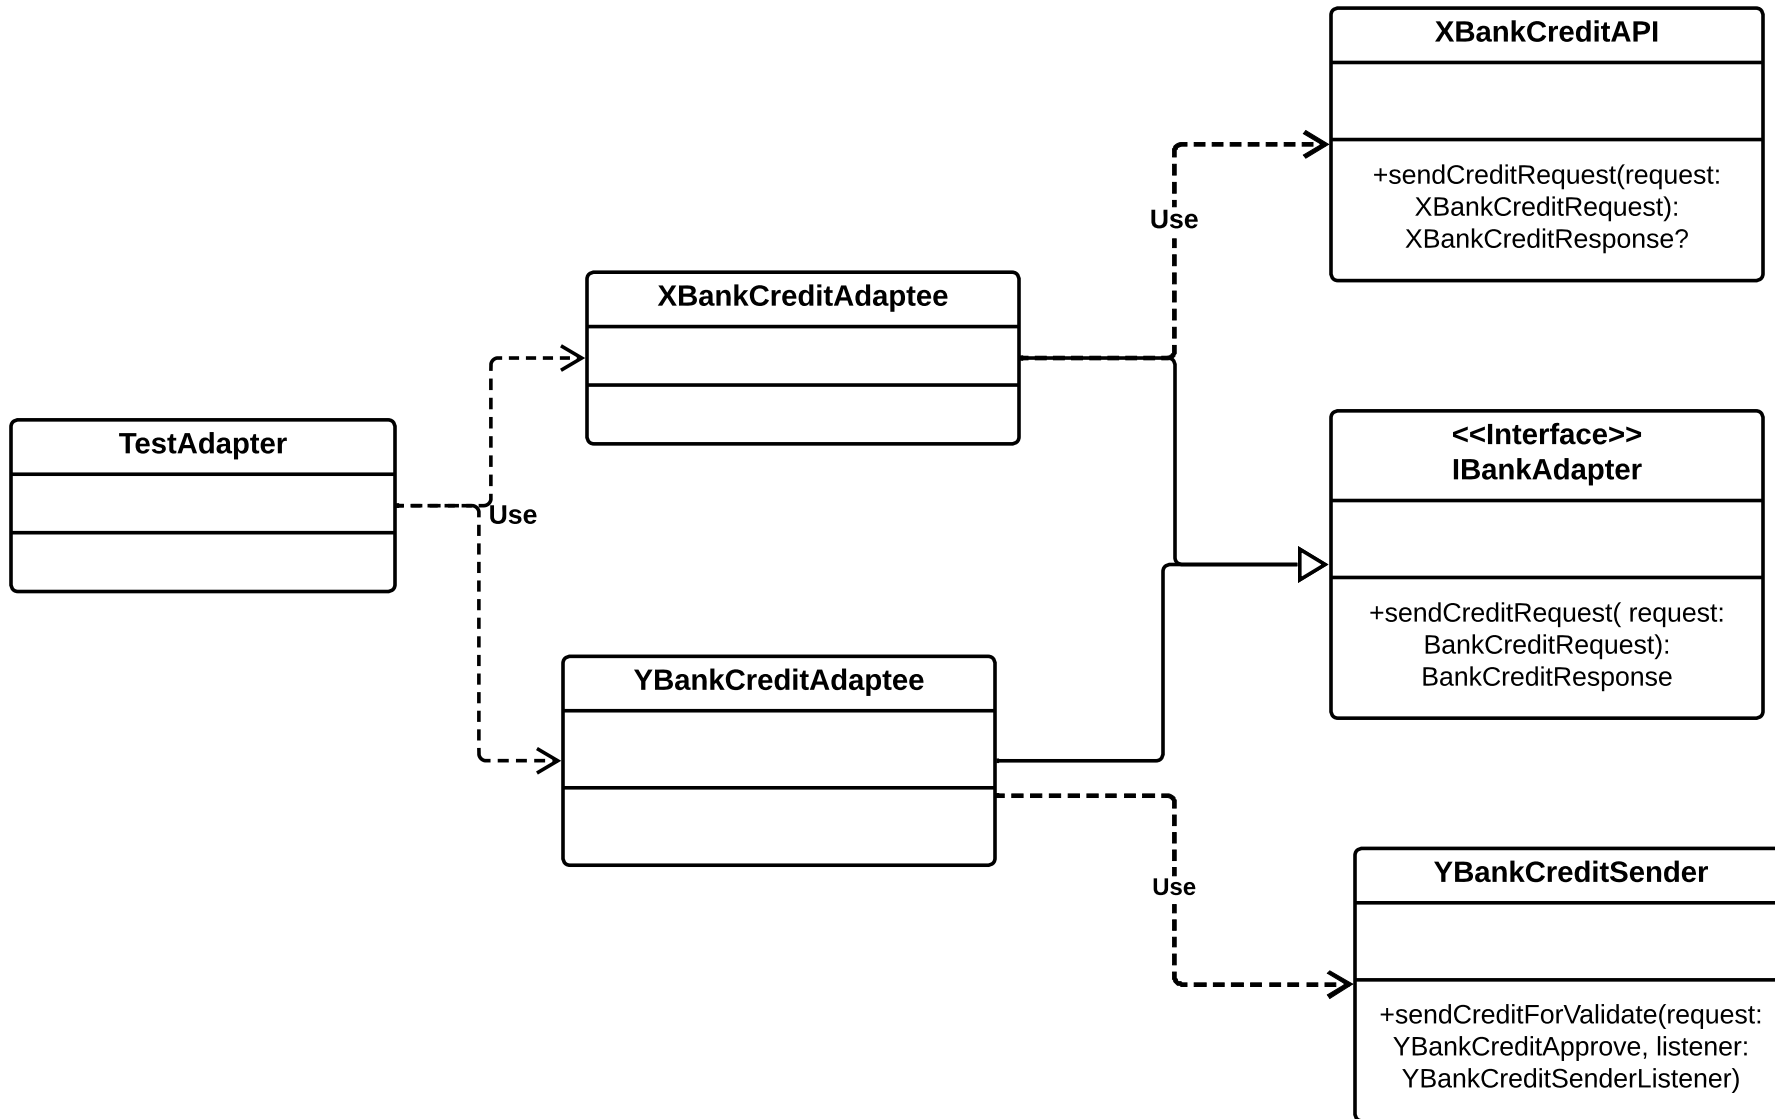 XBankCreditAPI
+sendCreditRequest(request:
XBankCreditRequest):
XBankCreditResponse?
Use
XBankCreditAdaptee
TestAdapter
Use
<<Interface>>
IBankAdapter
+sendCreditRequest( request:
BankCreditRequest):
BankCreditResponse
YBankCreditAdaptee
Use
YBankCreditSender
+sendCreditForValidate(request:
YBankCreditApprove, listener:
YBankCreditSenderListener)